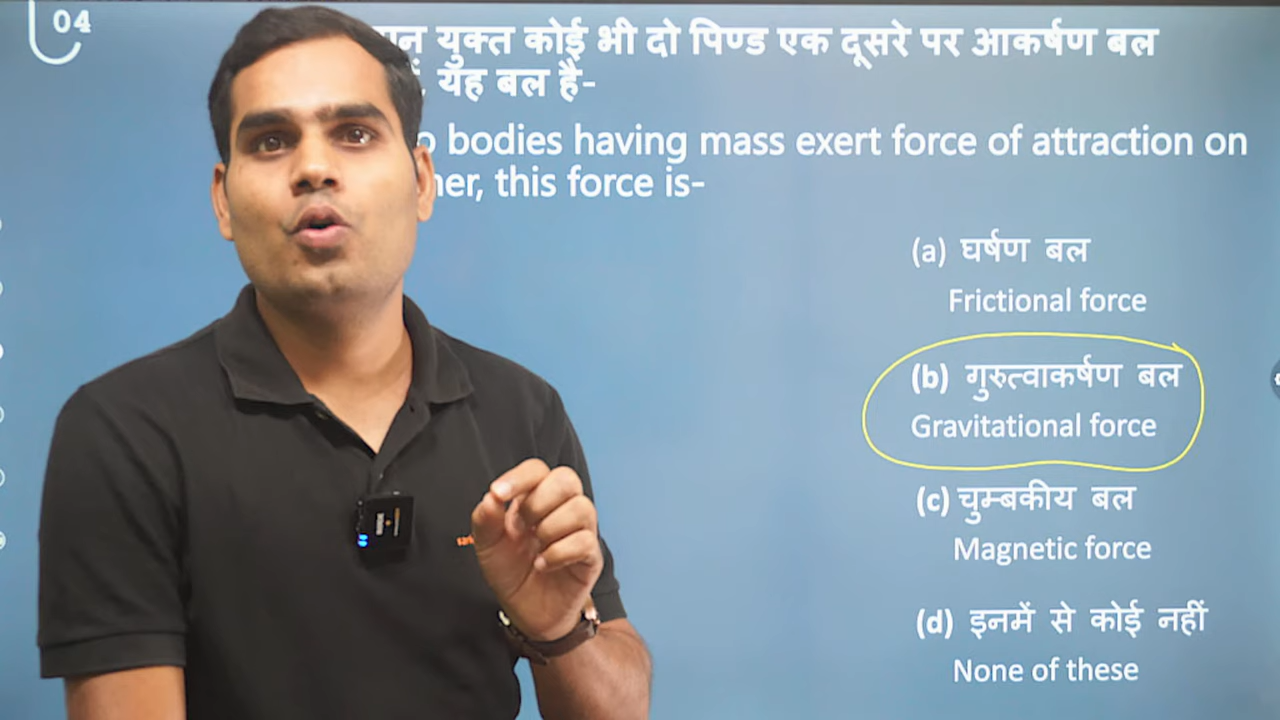 04
युक्त कोई भी दो पिण्ड एक दूसरे पर आकर्षण बल
यह बल है-
bodies having mass exert force of attraction on
this force is-
(a) घर्षण बल
Frictional force
(b) गुरुत्वाकर्षण बल
Gravitational force
(c) चुम्बकीय बल
Magnetic force
(d) इनमें से कोई नहीं
None of these